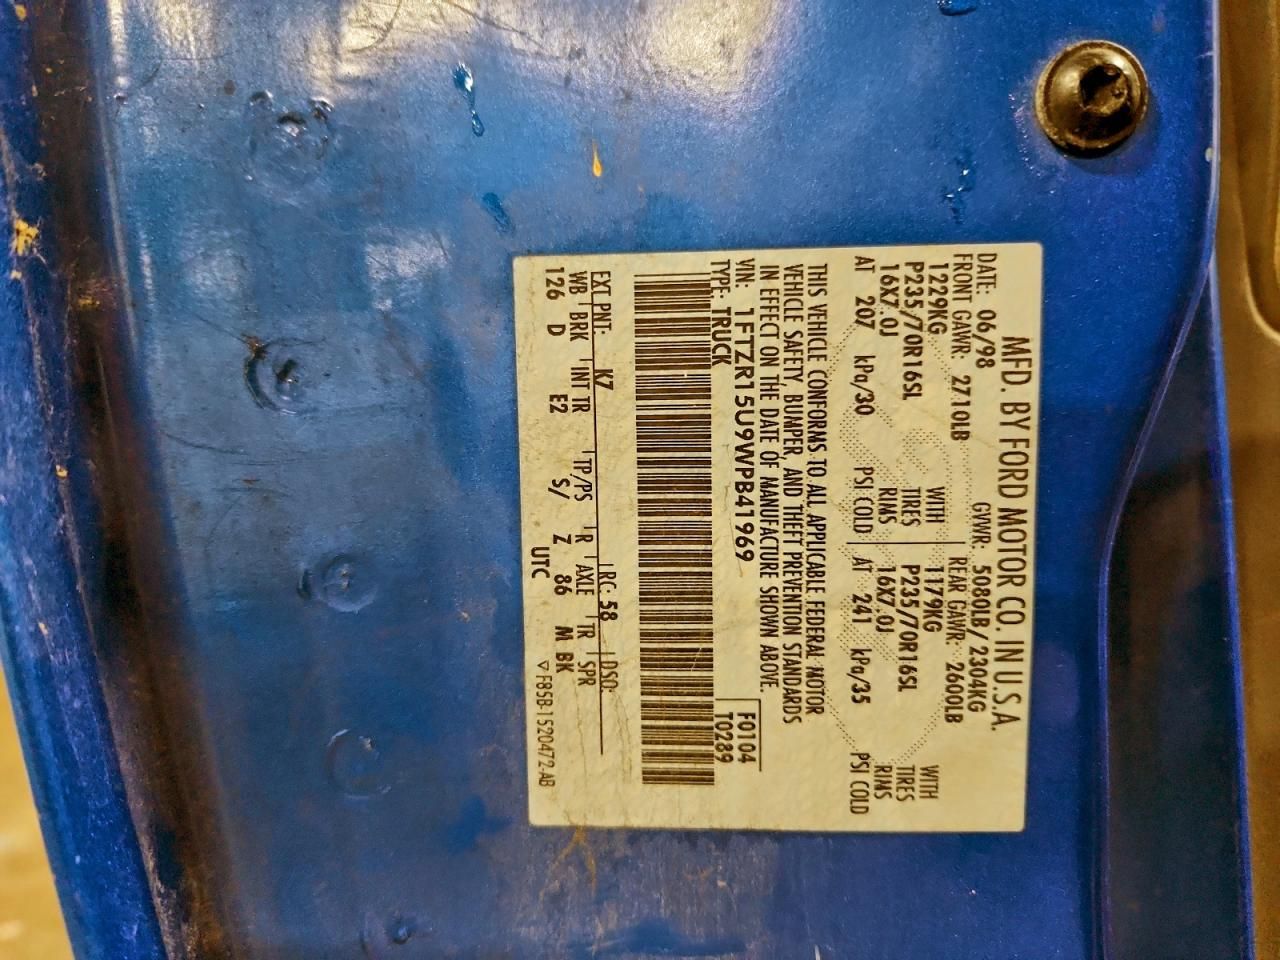 MFD. BY FORD MOTOR CO. IN U.S.A.
DATE: 06/98 GVWR: 5080LB/ 2304KG
FRONT GAWR: 2710LB REAR GAWR: 2600LB
1229KG WITH 1179KG WITH
P235/70R16SL TIRES P235/70R16SL TIRES
16X7.0J RIMS 16X7.0J RIMS
AT 207 kPa/30 PSI COLD AT 241 kPa/35 PSI COLD
THIS VEHICLE CONFORMS TO ALL APPLICABLE FEDERAL MOTOR
VEHICLE SAFETY, BUMPER, AND THEFT PREVENTION STANDARDS
IN EFFECT ON THE DATE OF MANUFACTURE SHOWN ABOVE.
VIN: 1FTZR15U9WPB41969 F0104
TYPE: TRUCK T0289
EXT PNT: K7 RC: 58 DSO:
WB BRK INT TR TP/PS R AXLE TR SPR
126 D E2 S/ Z 86 M BK
UTC ▽ F85B-1520472-AB